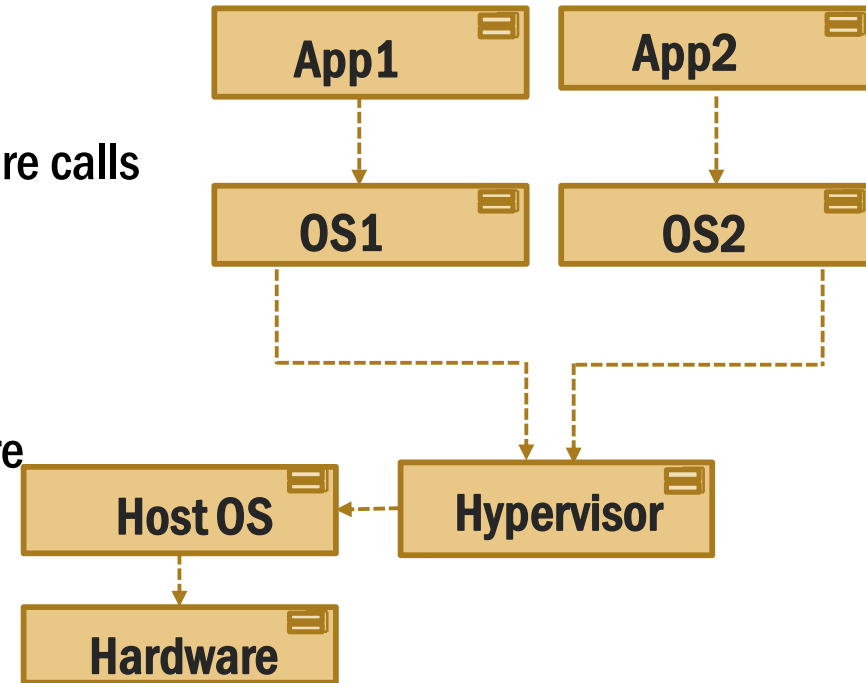 App1
App2
re calls
OS1
OS2
re
Host OS
Hypervisor
Hardware